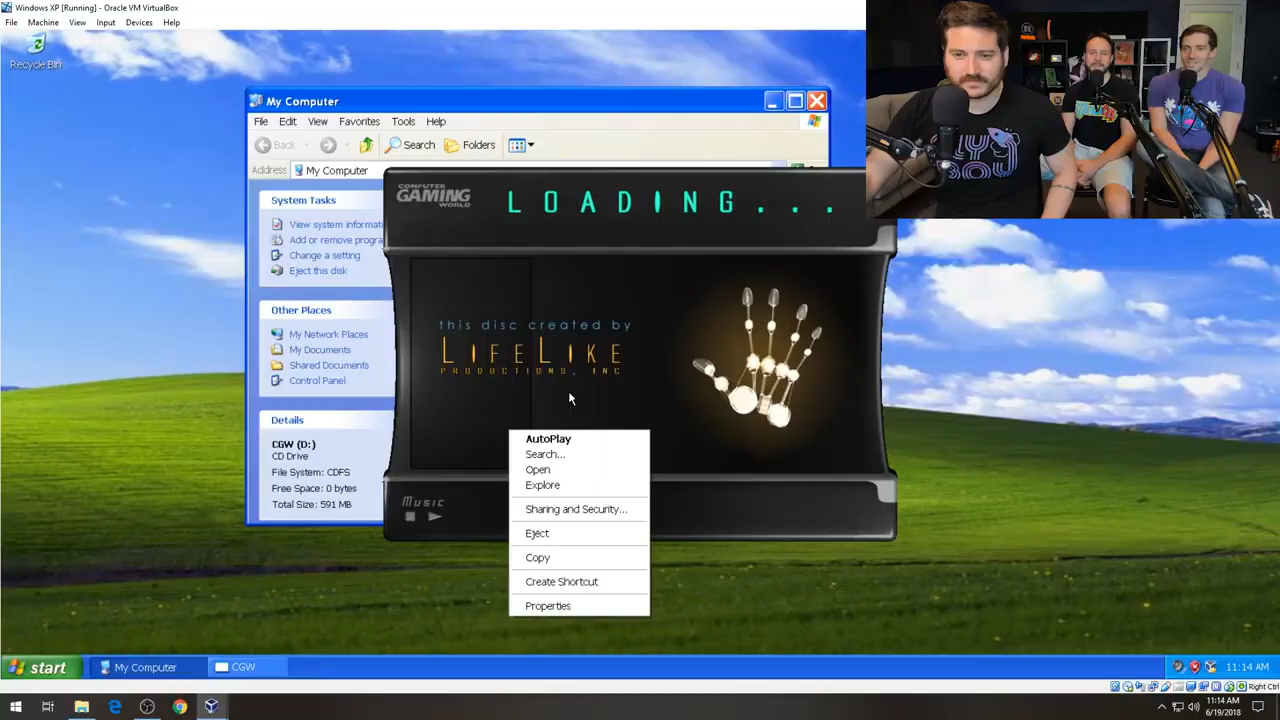 Windows XP [Running] - Oracle VM VirtualBox
File Machine View Input Devices Help
Recycle Bin
My Computer
File Edit View Favorites Tools Help
Back Search Folders
Address My Computer
System Tasks
View system informati
Add or remove progra
Change a setting
Eject this disk
Other Places
My Network Places
My Documents
Shared Documents
Control Panel
Details
CGW (D:)
CD Drive
File System: CDFS
Free Space: 0 bytes
Total Size: 591 MB
COMPUTER
GAMING
WORLD
LOADING...
this disc created by
LIFELIKE
PRODUCTIONS, INC.
Music
AutoPlay
Search...
Open
Explore
Sharing and Security...
Eject
Copy
Create Shortcut
Properties
start My Computer CGW 11:14 AM
Right Ctrl
11:14 AM
6/19/2018